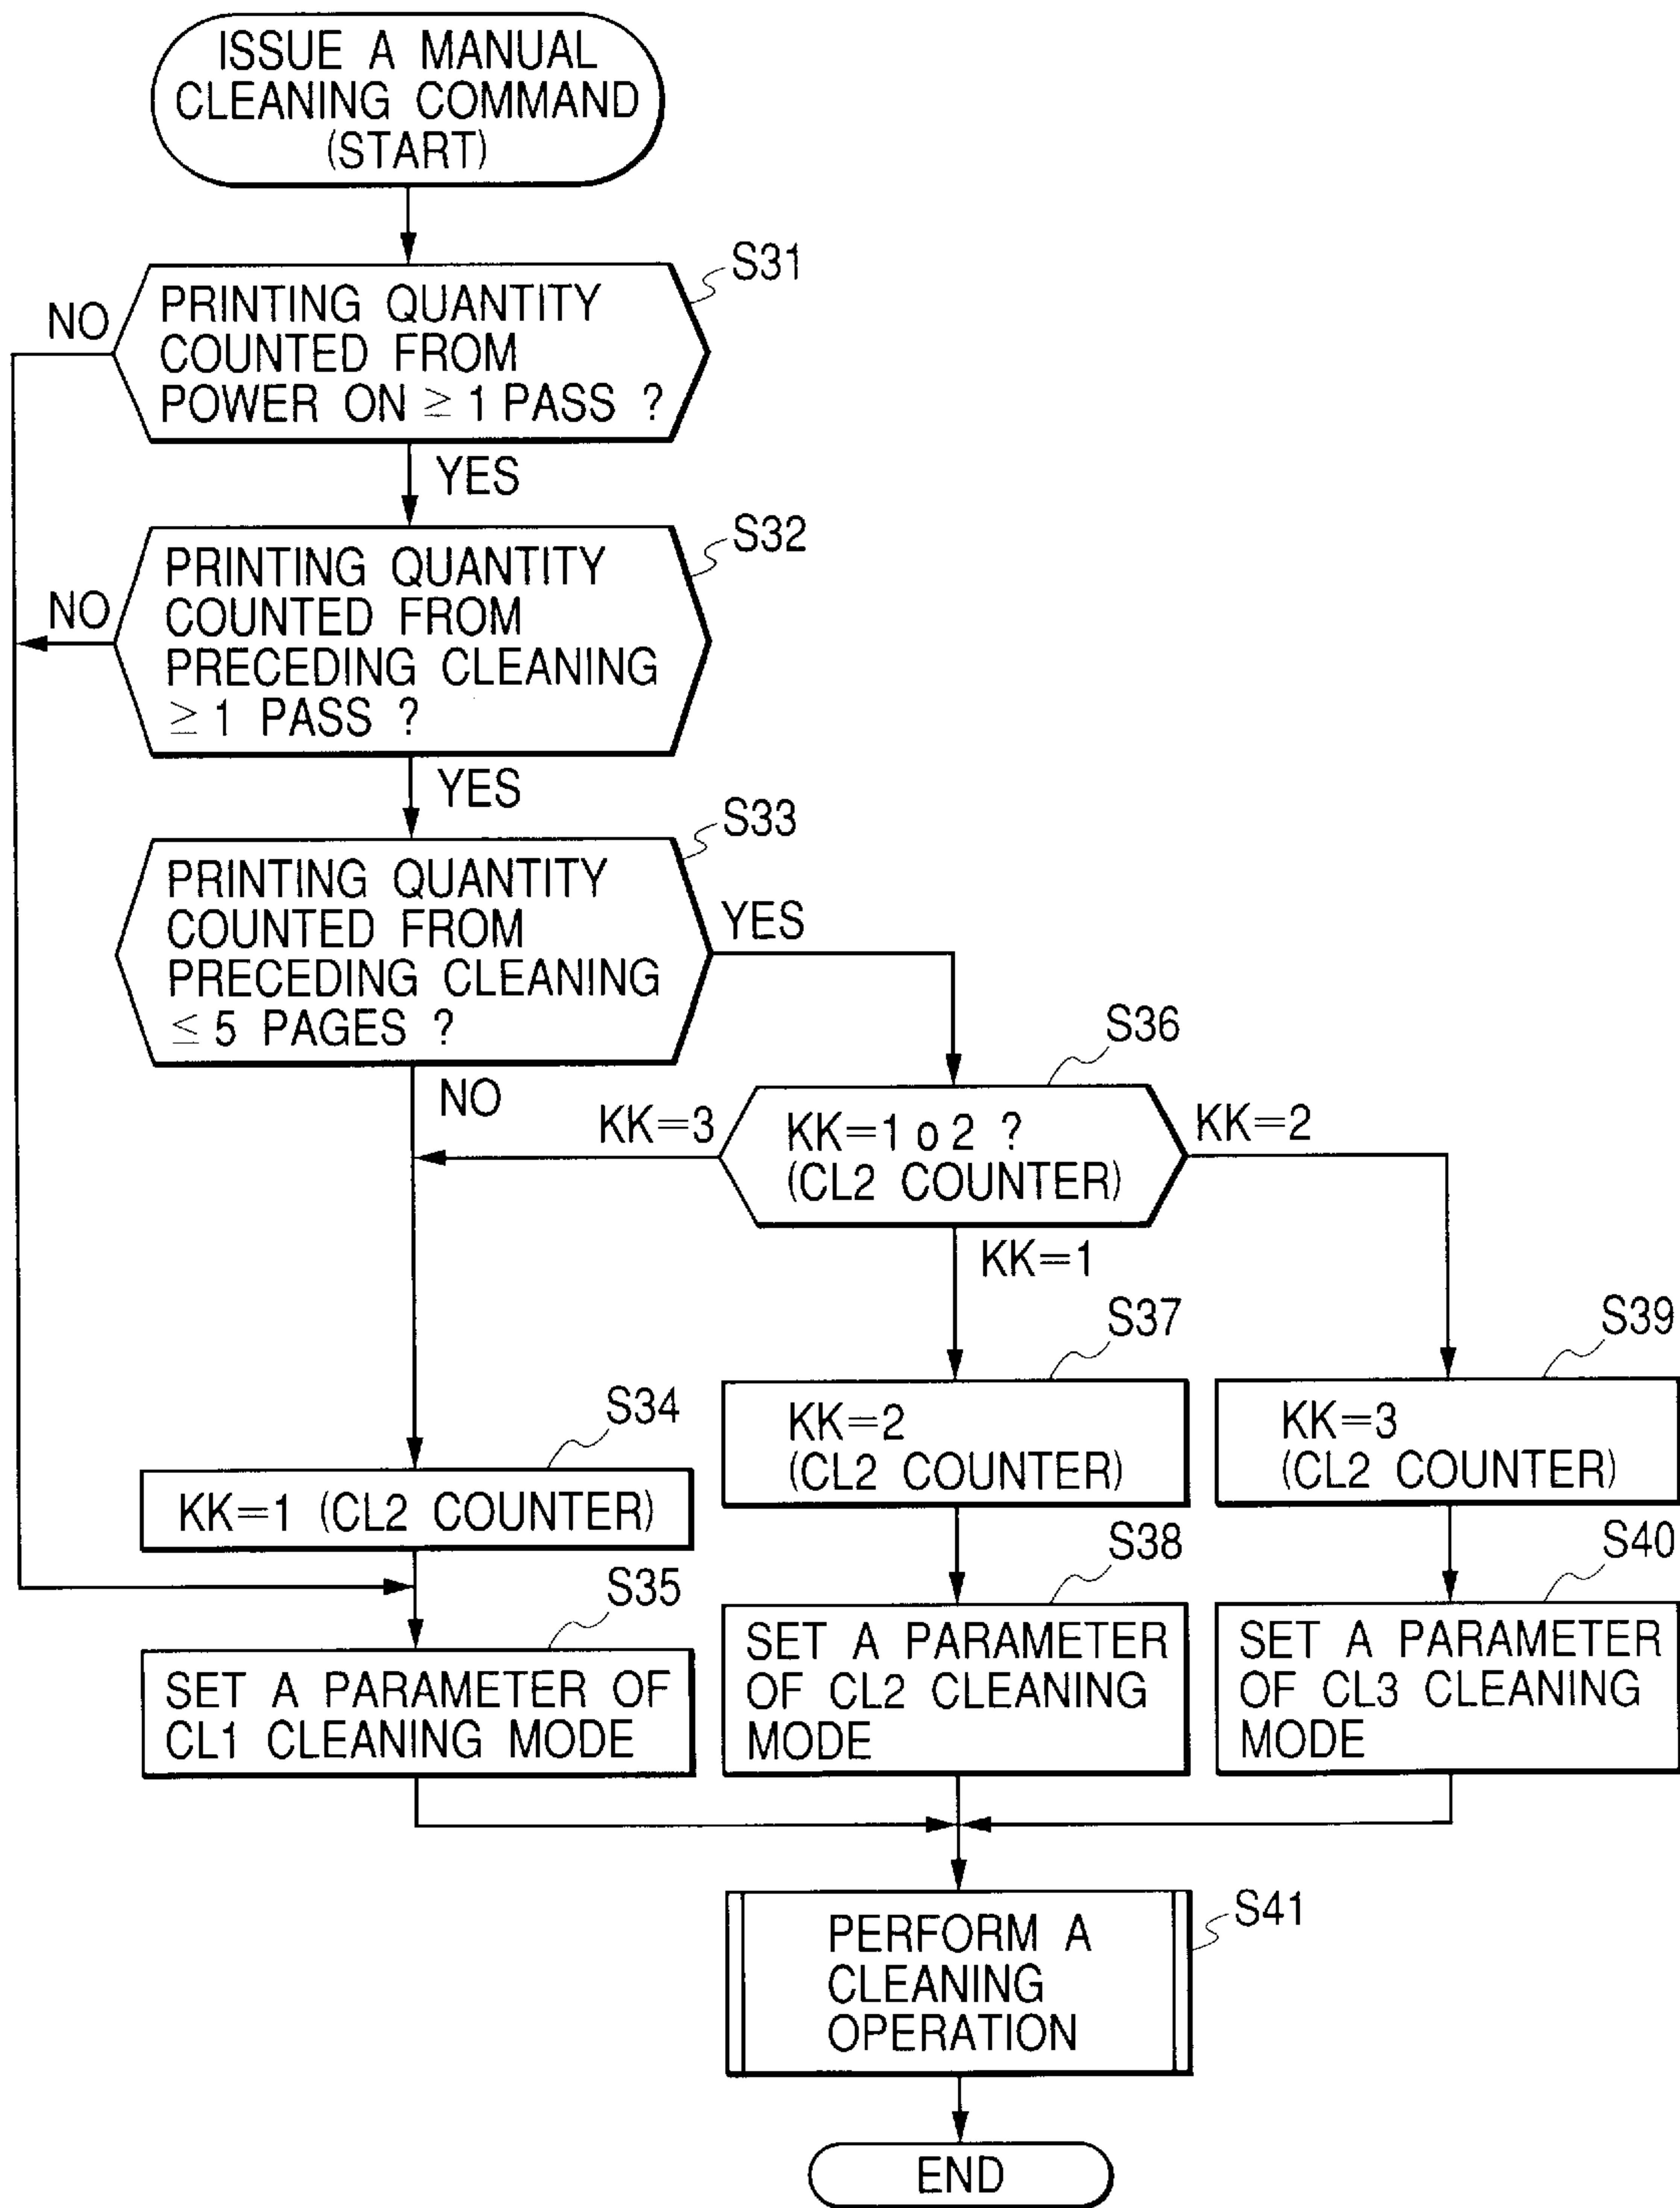 ISSUE A MANUAL
CLEANING COMMAND
(START)
S31
NO
PRINTING QUANTITY
COUNTED FROM
POWER ON ≧ 1 PASS ?
YES
S32
NO
PRINTING QUANTITY
COUNTED FROM
PRECEDING CLEANING
≧ 1 PASS ?
YES
S33
PRINTING QUANTITY
COUNTED FROM
PRECEDING CLEANING
≦ 5 PAGES ?
YES
NO
S36
KK=3
KK=1 o 2 ?
(CL2 COUNTER)
KK=2
KK=1
S34
KK=1 (CL2 COUNTER)
S37
KK=2
(CL2 COUNTER)
S39
KK=3
(CL2 COUNTER)
S35
SET A PARAMETER OF
CL1 CLEANING MODE
S38
SET A PARAMETER
OF CL2 CLEANING
MODE
S40
SET A PARAMETER
OF CL3 CLEANING
MODE
S41
PERFORM A
CLEANING
OPERATION
END